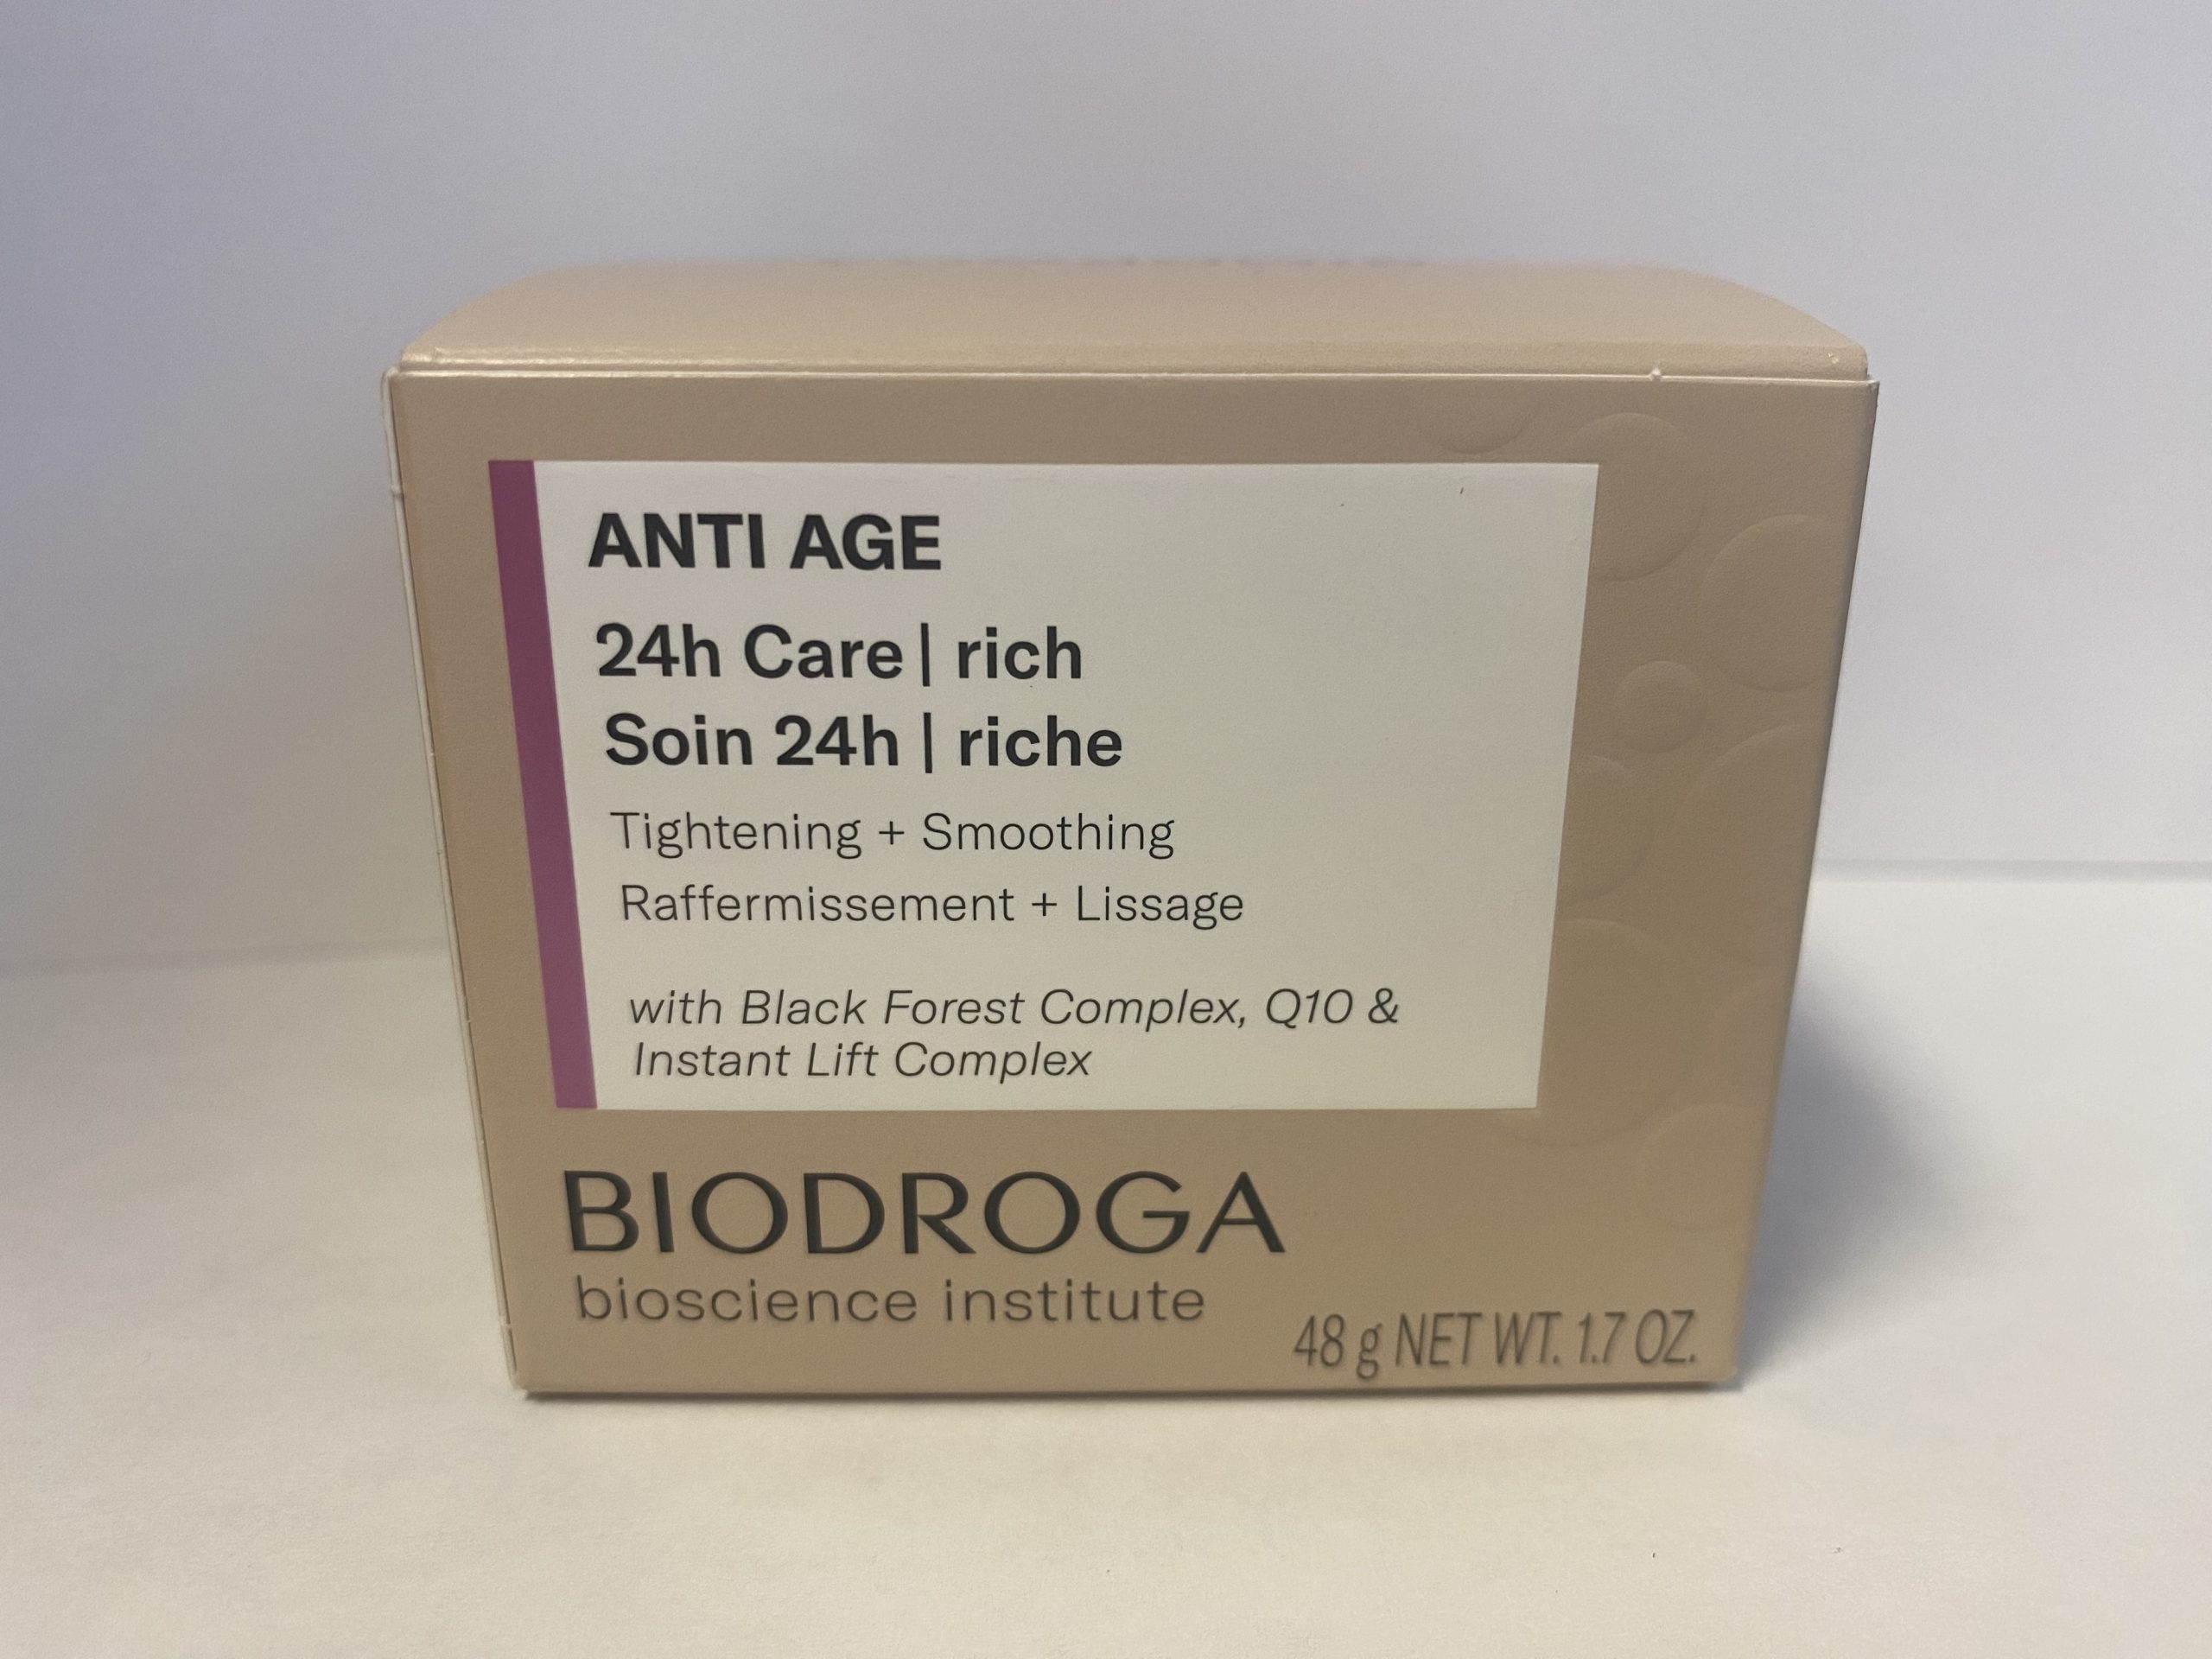 ANTI AGE
24h Care | rich
Soin 24h | riche
Tightening + Smoothing
Raffermissement + Lissage
with Black Forest Complex, Q10 &
Instant Lift Complex
BIODROGA
bioscience institute
48 g NET WT. 1.7 OZ.